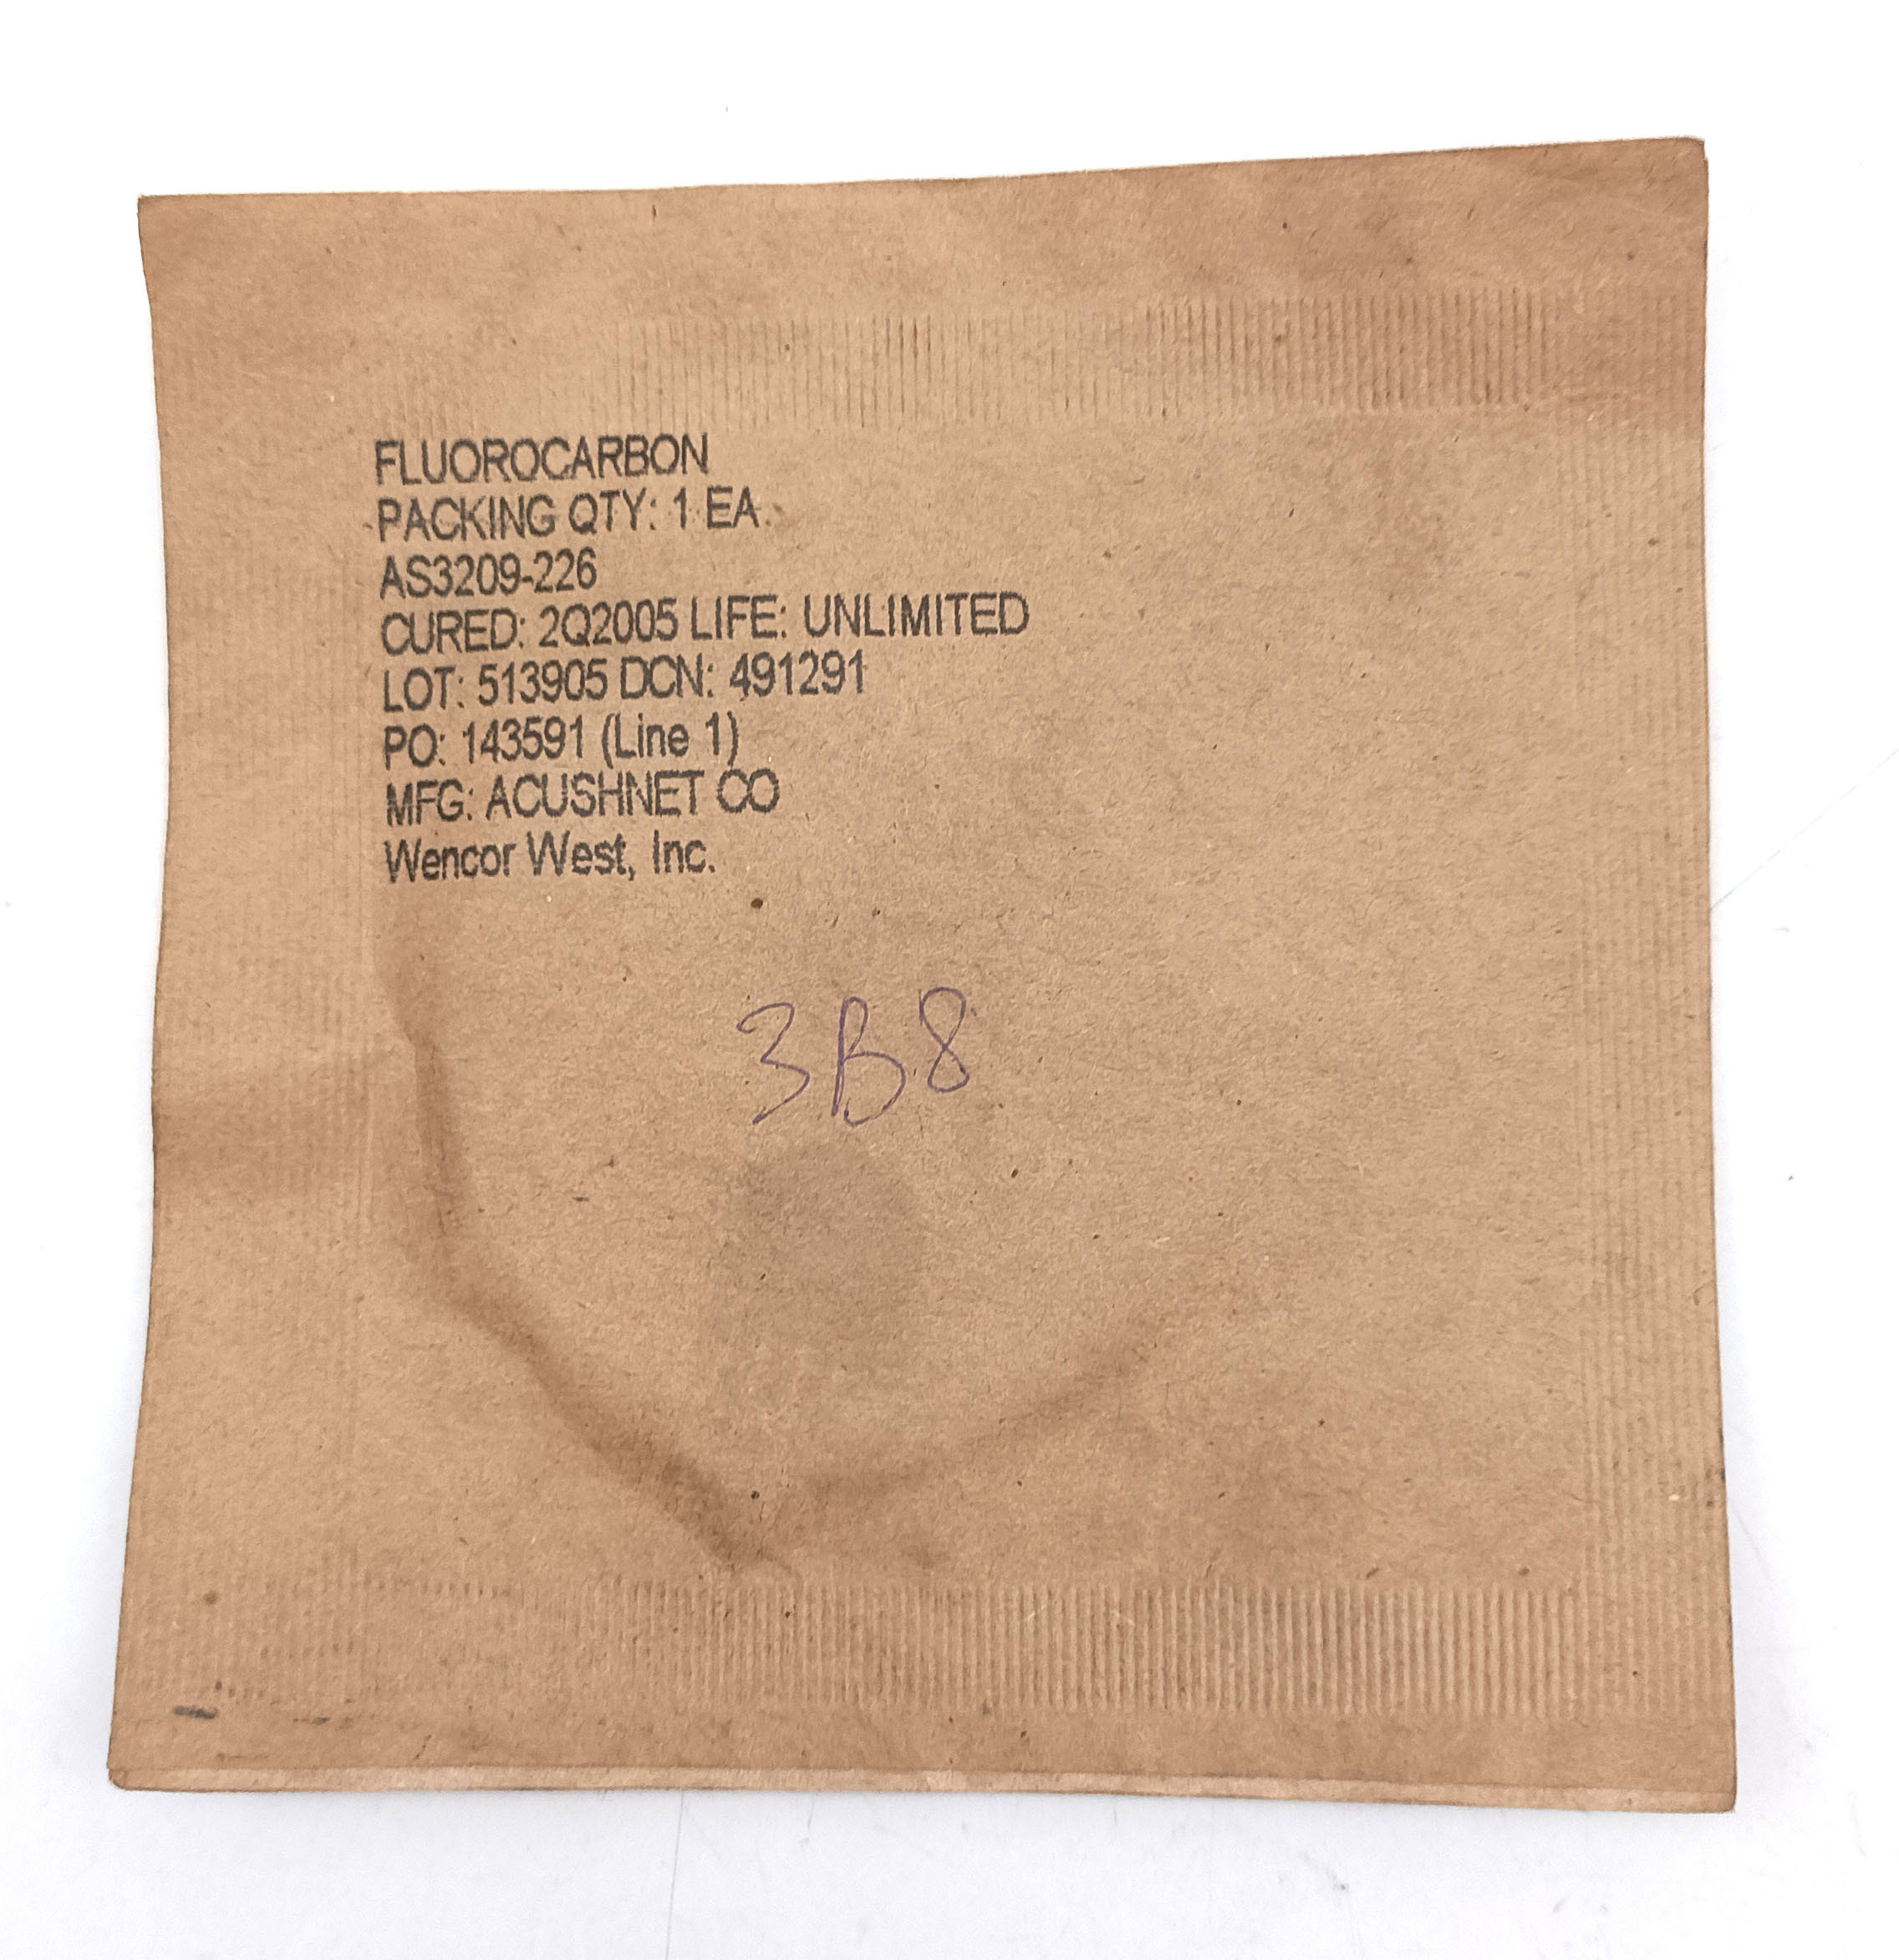 FLUOROCARBON
PACKING QTY: 1 EA
AS3209-226
CURED: 2Q2005 LIFE: UNLIMITED
LOT: 513905 DCN: 491291
PO: 143591 (Line 1)
MFG: ACUSHNET CO
Wencor West, Inc.
3B8